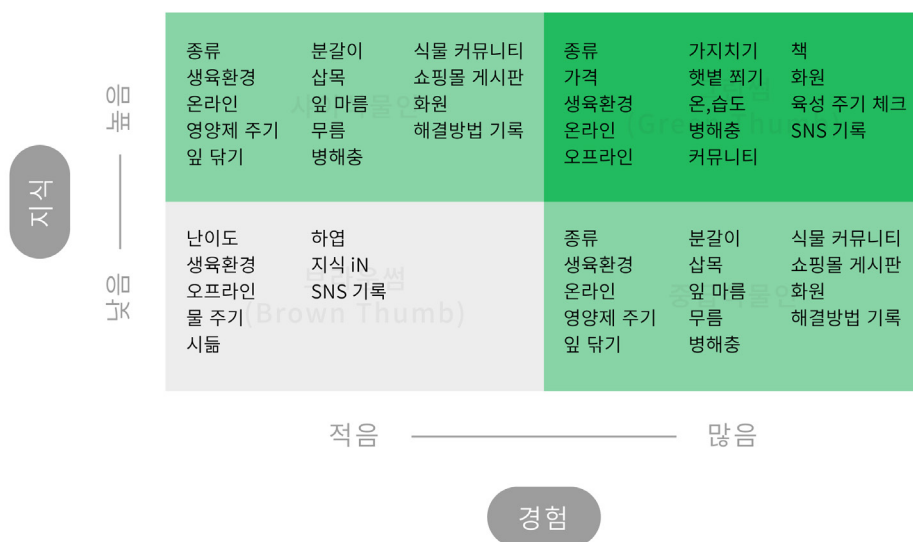 종류 분갈이 식물 커뮤니티
생육환경 삽목 쇼핑몰 게시판
온라인 잎 마름 화원
영양제 주기 무름 해결방법 기록
잎 닦기 병해충
종류 가지치기 책
가격 햇볕 쬐기 화원
생육환경 온,습도 육성 주기 체크
온라인 병해충 SNS 기록
오프라인 커뮤니티
(Green Thumb)
높음
지식
낮음
난이도 하엽
생육환경 지식 iN
오프라인 SNS 기록
물 주기
시듦
브라운썸
(Brown Thumb)
종류 분갈이 식물 커뮤니티
생육환경 삽목 쇼핑몰 게시판
온라인 잎 마름 화원
영양제 주기 무름 해결방법 기록
잎 닦기 병해충
적음 많음
경험